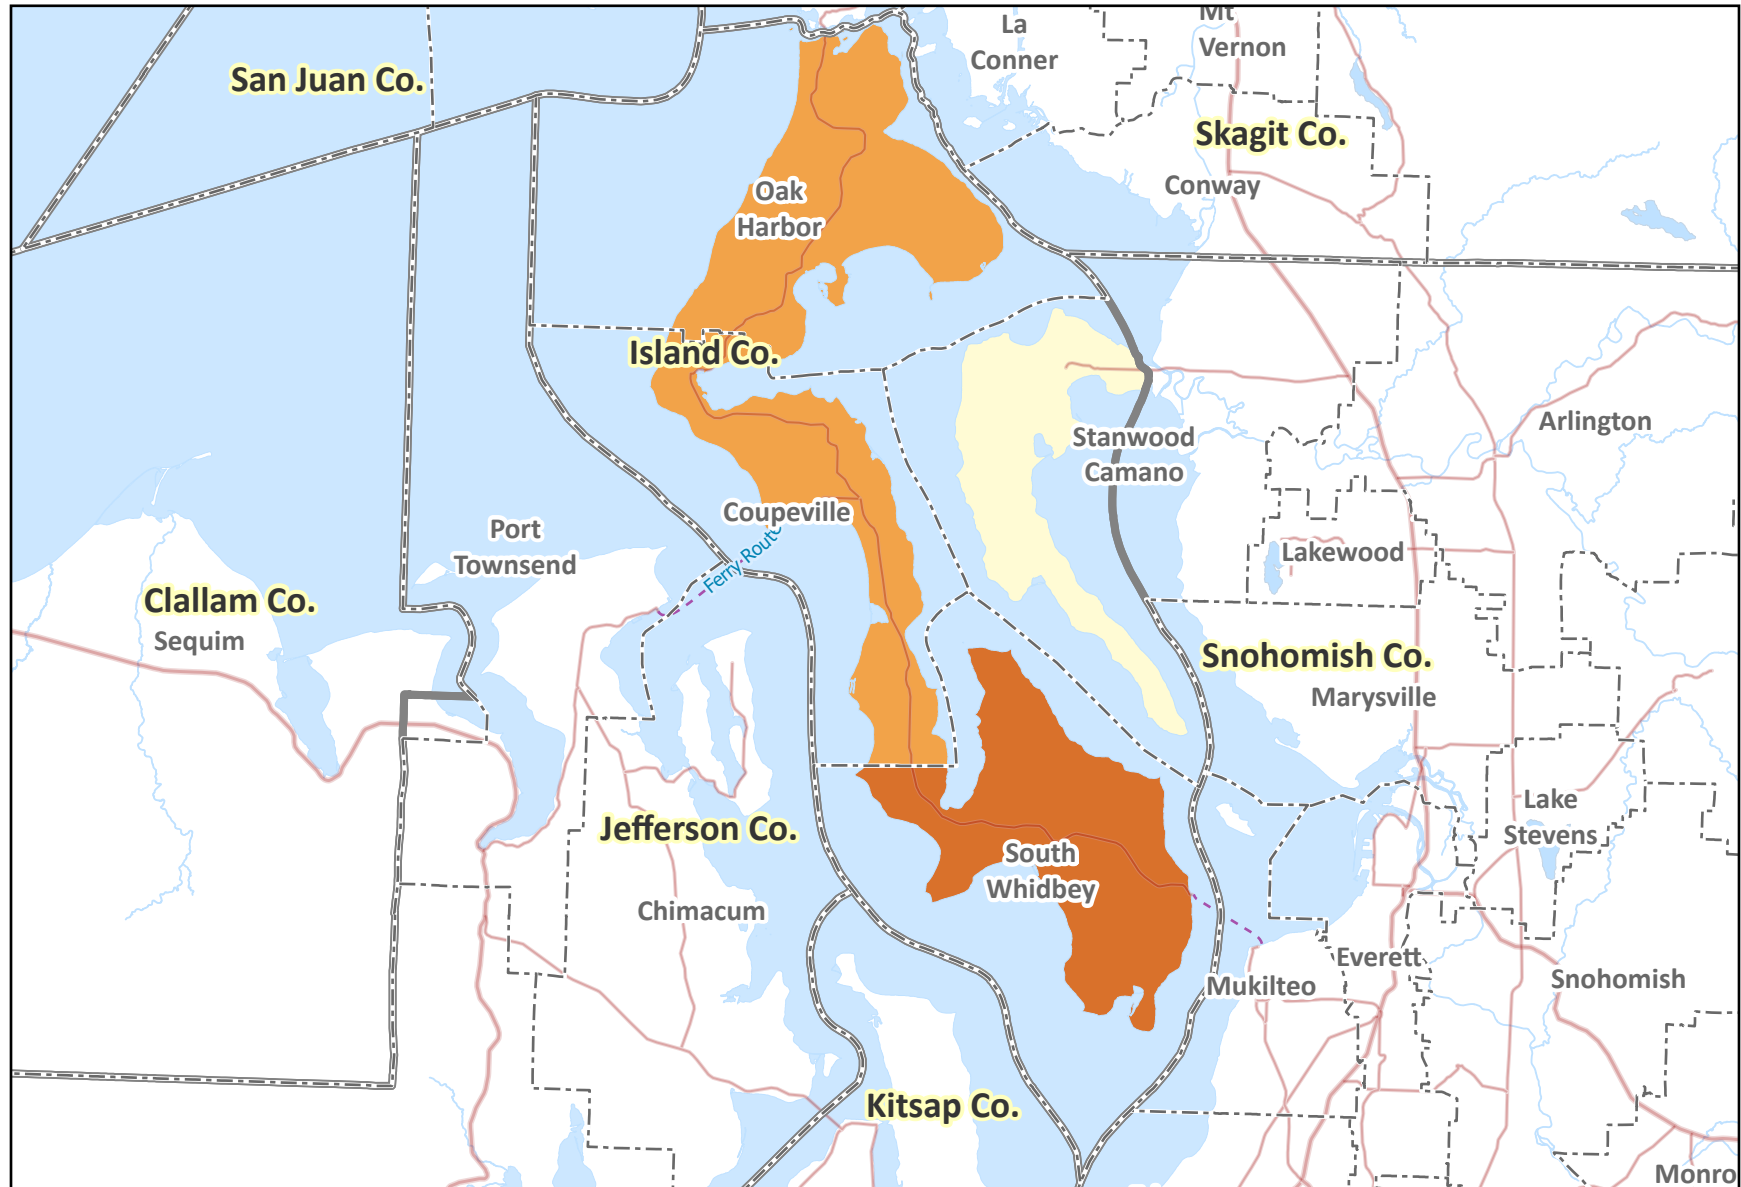 La
Conner
Mt
Vernon
San Juan Co.
Skagit Co.
Conway
Oak
Harbor
Island Co.
Arlington
Stanwood
Camano
Coupeville
Port
Townsend
Ferry Route
Lakewood
Clallam Co.
Sequim
Snohomish Co.
Marysville
Jefferson Co.
Lake
Stevens
South
Whidbey
Chimacum
Everett
Mukilteo
Snohomish
Kitsap Co.
Monro